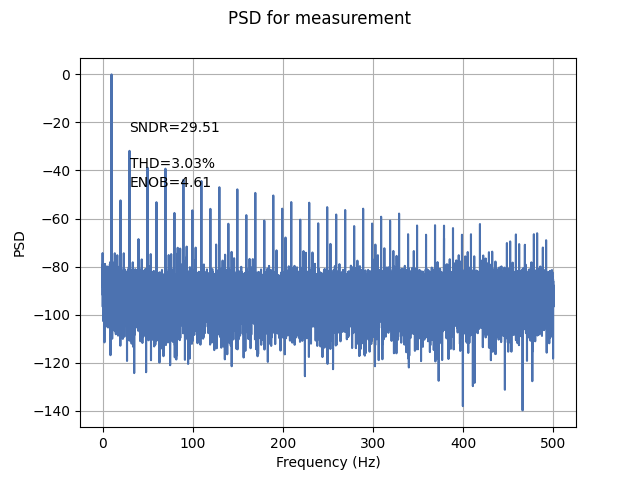 PSD for measurement
0
−20
−40
−60
−80
−100
−120
−140
PSD
SNDR=29.51
THD=3.03%
ENOB=4.61
0 100 200 300 400 500
Frequency (Hz)